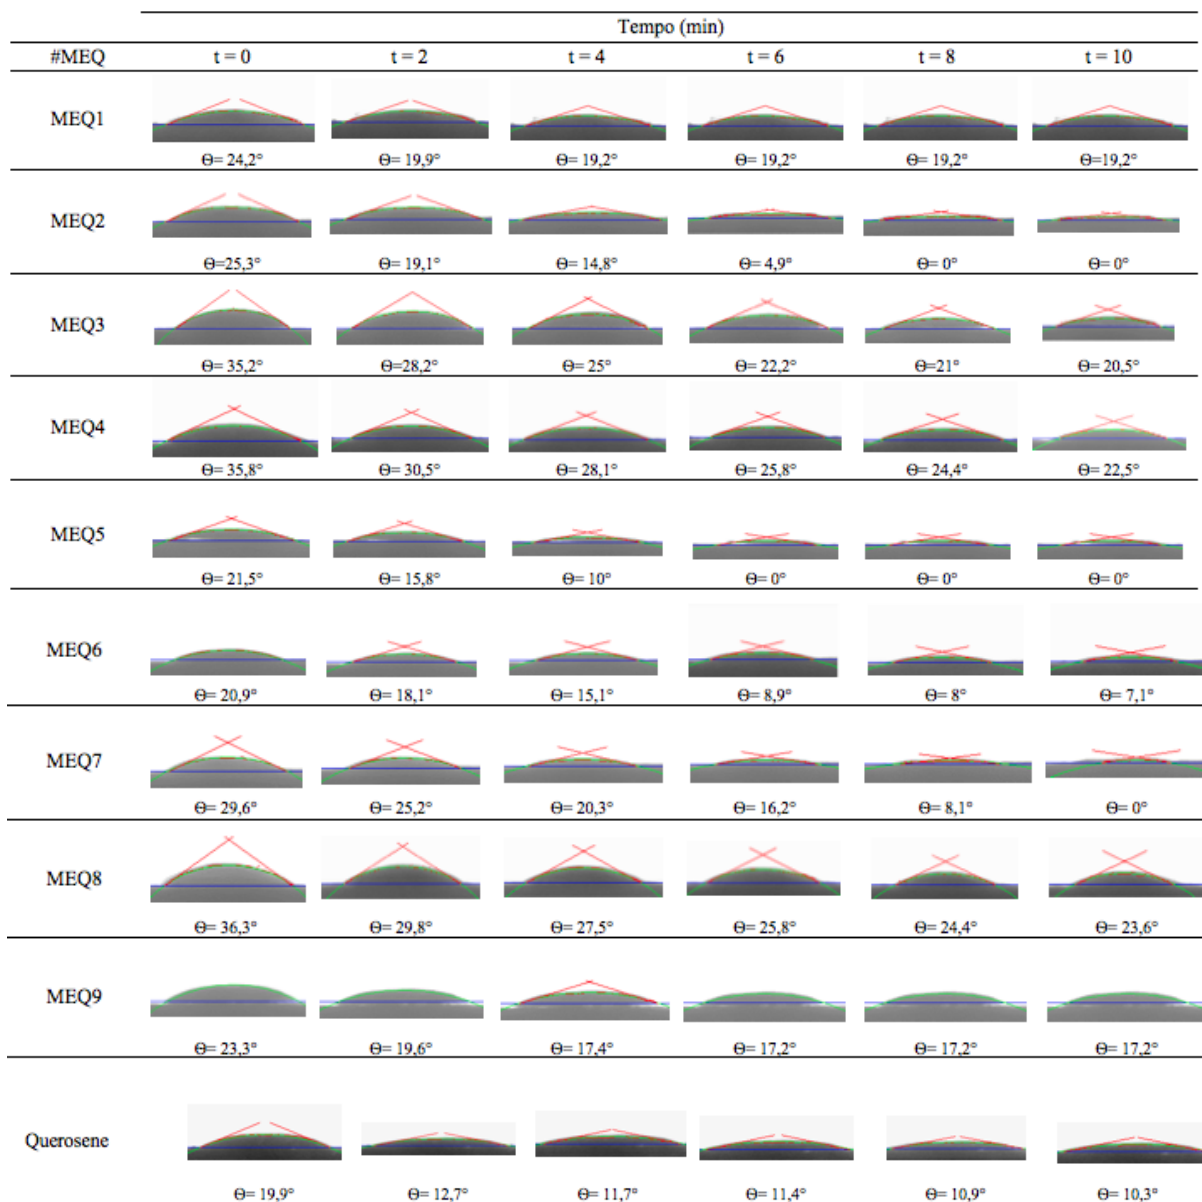 Tempo (min)
#MEQ t = 0 t = 2 t = 4 t = 6 t = 8 t = 10
MEQ1
Θ= 24,2° Θ= 19,9° Θ= 19,2° Θ= 19,2° Θ= 19,2° Θ=19,2°
MEQ2
Θ=25,3° Θ= 19,1° Θ= 14,8° Θ= 4,9° Θ= 0° Θ= 0°
MEQ3
Θ= 35,2° Θ=28,2° Θ= 25° Θ= 22,2° Θ=21° Θ= 20,5°
MEQ4
Θ= 35,8° Θ= 30,5° Θ= 28,1° Θ= 25,8° Θ= 24,4° Θ= 22,5°
MEQ5
Θ= 21,5° Θ= 15,8° Θ= 10° Θ= 0° Θ= 0° Θ= 0°
MEQ6
Θ= 20,9° Θ= 18,1° Θ= 15,1° Θ= 8,9° Θ= 8° Θ= 7,1°
MEQ7
Θ= 29,6° Θ= 25,2° Θ= 20,3° Θ= 16,2° Θ= 8,1° Θ= 0°
MEQ8
Θ= 36,3° Θ= 29,8° Θ= 27,5° Θ= 25,8° Θ= 24,4° Θ= 23,6°
MEQ9
Θ= 23,3° Θ= 19,6° Θ= 17,4° Θ= 17,2° Θ= 17,2° Θ= 17,2°
Querosene
Θ= 19,9° Θ= 12,7° Θ= 11,7° Θ= 11,4° Θ= 10,9° Θ= 10,3°